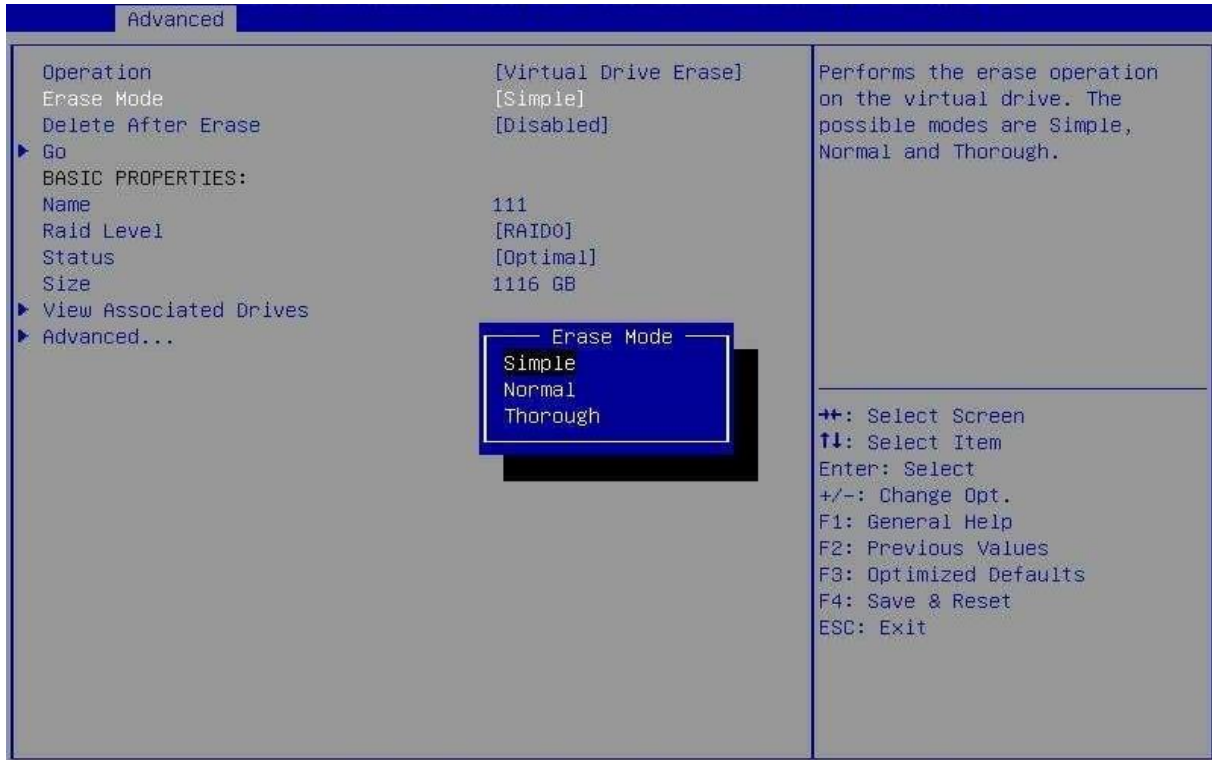 Advanced
Operation [Virtual Drive Erase]
Erase Mode [Simple]
Delete After Erase [Disabled]
Go
BASIC PROPERTIES:
Name 111
Raid Level [RAID0]
Status [Optimal]
Size 1116 GB
View Associated Drives
Advanced...
Erase Mode
Simple
Normal
Thorough
Performs the erase operation
on the virtual drive. The
possible modes are Simple,
Normal and Thorough.
→←: Select Screen
↑↓: Select Item
Enter: Select
+/-: Change Opt.
F1: General Help
F2: Previous Values
F3: Optimized Defaults
F4: Save & Reset
ESC: Exit